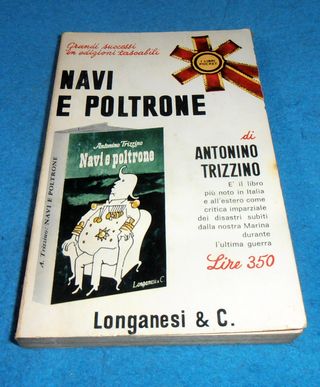 Grandi successi
in edizioni tascabili
I LIBRI
POCKET
NAVI
E POLTRONE
di
ANTONINO
TRIZZINO
E' il libro
più noto in Italia
e all'estero come
critica imparziale
dei disastri subiti
dalla nostra Marina
durante
l'ultima guerra
Lire 350
A. Trizzino: NAVI E POLTRONE
Antonino Trizzino
Navi e poltrone
Longanesi & C.
Longanesi & C.